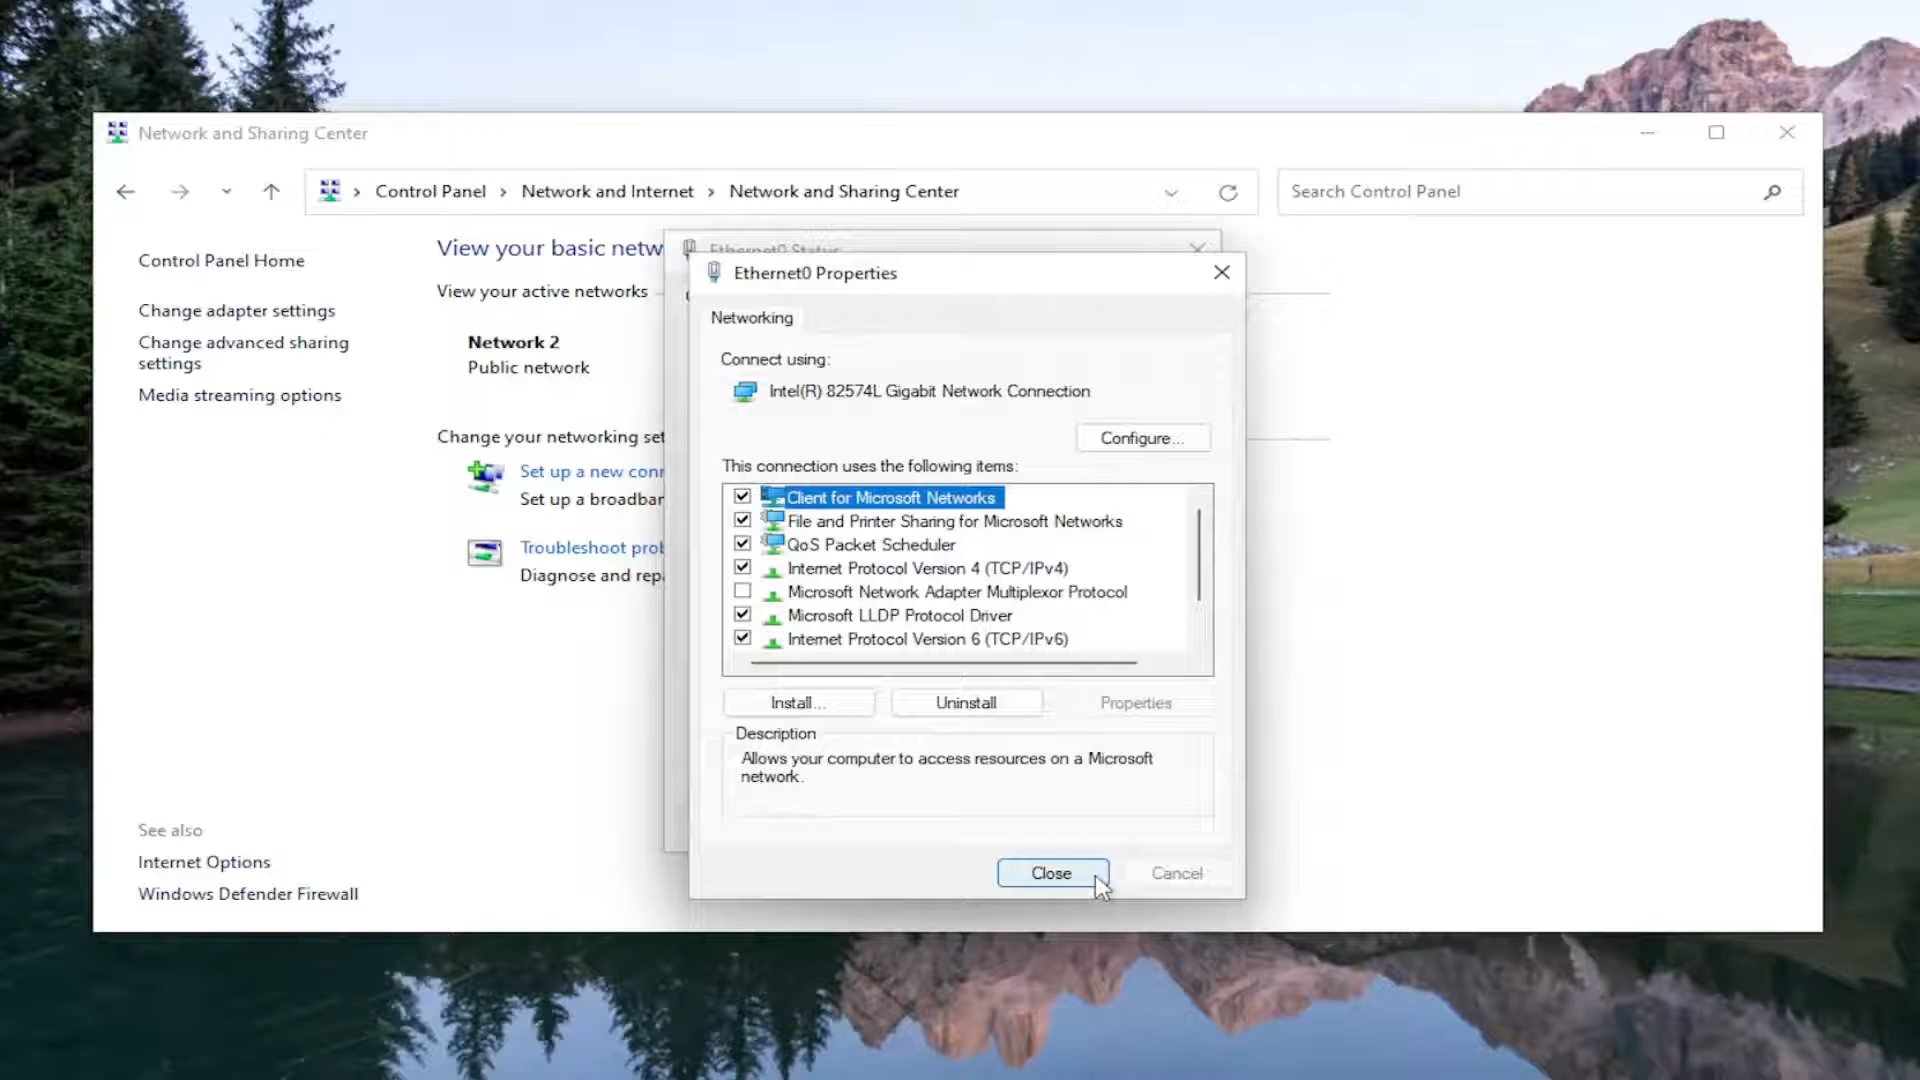 Network and Sharing Center
Control Panel
Network and Internet
Network and Sharing Center
Search Control Panel
Control Panel Home
Change adapter settings
Change advanced sharing
settings
Media streaming options
See also
Internet Options
Windows Defender Firewall
View your basic netw
View your active networks
Network 2
Public network
Change your networking set
Set up a new conn
Set up a broadban
Troubleshoot prob
Diagnose and repa
Ethernet0 Status
Ethernet0 Properties
Networking
Connect using:
Intel(R) 82574L Gigabit Network Connection
Configure...
This connection uses the following items:
Client for Microsoft Networks
File and Printer Sharing for Microsoft Networks
QoS Packet Scheduler
Internet Protocol Version 4 (TCP/IPv4)
Microsoft Network Adapter Multiplexor Protocol
Microsoft LLDP Protocol Driver
Internet Protocol Version 6 (TCP/IPv6)
Install...
Uninstall
Properties
Description
Allows your computer to access resources on a Microsoft
network.
Close
Cancel